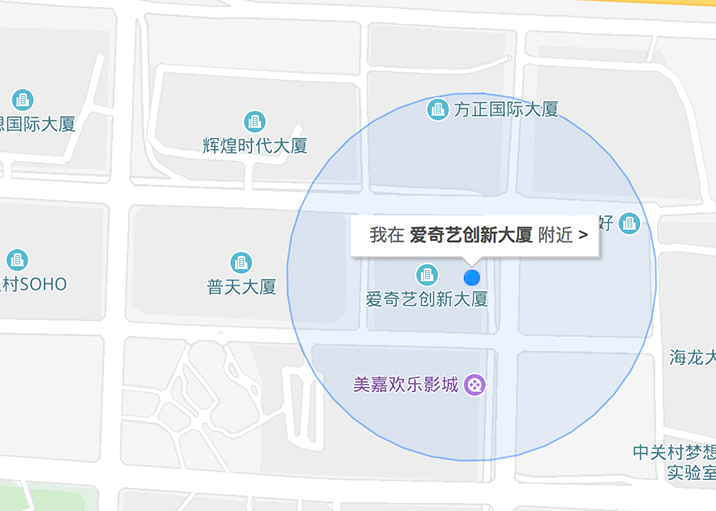 方正国际大厦
想国际大厦
辉煌时代大厦
好
我在 爱奇艺创新大厦 附近 >
普天大厦
村SOHO
爱奇艺创新大厦
海龙大
美嘉欢乐影城
中关村梦想
实验室